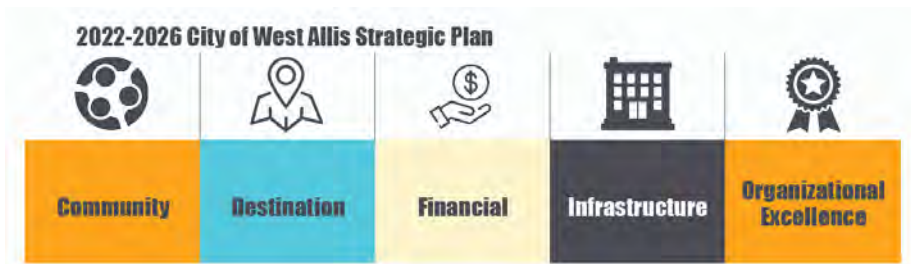 2022-2026 City of West Allis Strategic Plan
$
Community
Destination
Financial
Infrastructure
Organizational
Excellence